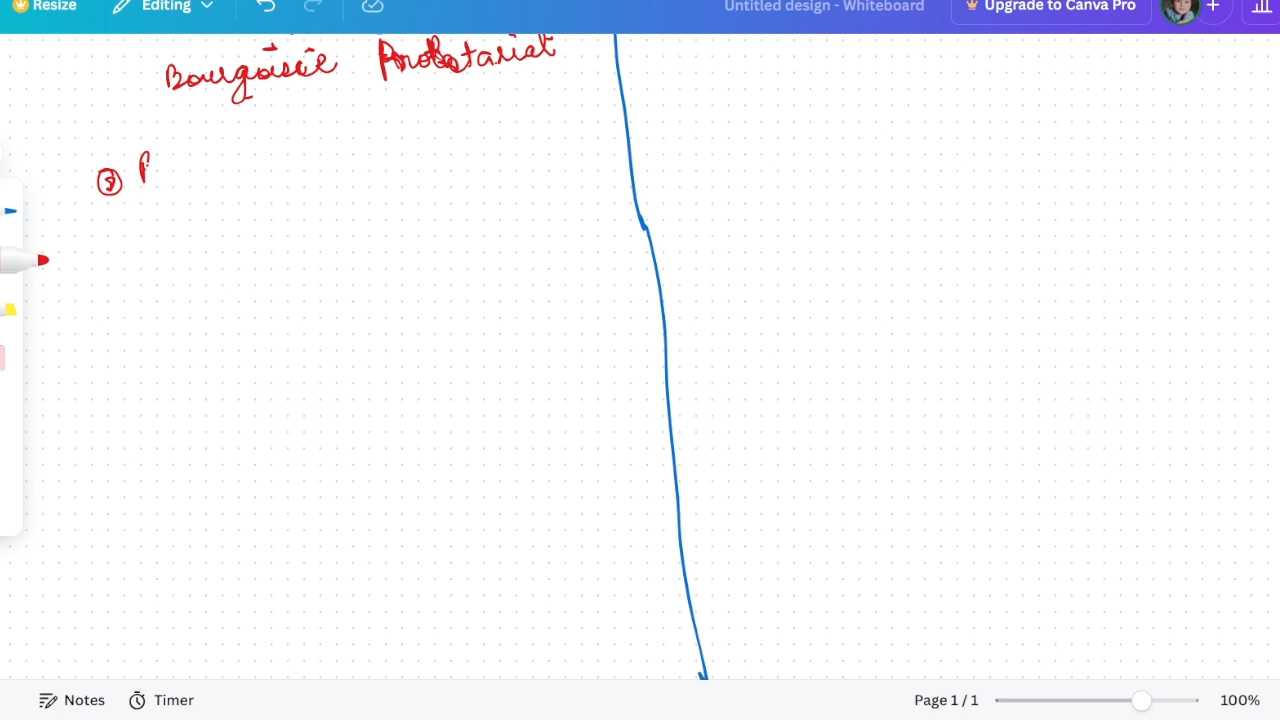 Resize Editing Untitled design - Whiteboard Upgrade to Canva Pro +
Bourgoisie Proletariat
③ P
Notes Timer Page 1 / 1 100%